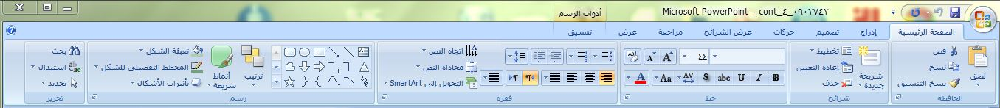 أدوات الرسم
Microsoft PowerPoint - cont_٤_٠٩٠٢٧٤٢
الصفحة الرئيسية
إدراج
تصميم
حركات
عرض الشرائح
مراجعة
عرض
تنسيق
لصق
قص
نسخ
نسخ التنسيق
الحافظة
شريحة
جديدة
تخطيط
إعادة التعيين
حذف
شرائح
٤٤
B I U abc S AV Aa A
خط
اتجاه النص
محاذاة النص
التحويل إلى SmartArt
فقرة
ترتيب
أنماط
سريعة
تعبئة الشكل
المخطط التفصيلي للشكل
تأثيرات الأشكال
رسم
بحث
استبدال
تحديد
تحرير